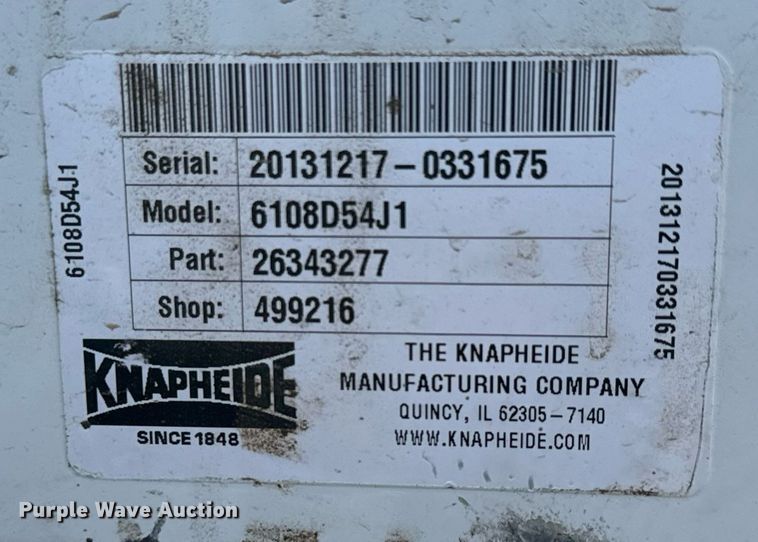 Serial: 20131217-0331675
Model: 6108D54J1
Part: 26343277
Shop: 499216
6108D54J1
201312170331675
KNAPHEIDE
SINCE 1848
THE KNAPHEIDE
MANUFACTURING COMPANY
QUINCY, IL 62305-7140
WWW.KNAPHEIDE.COM
Purple Wave Auction